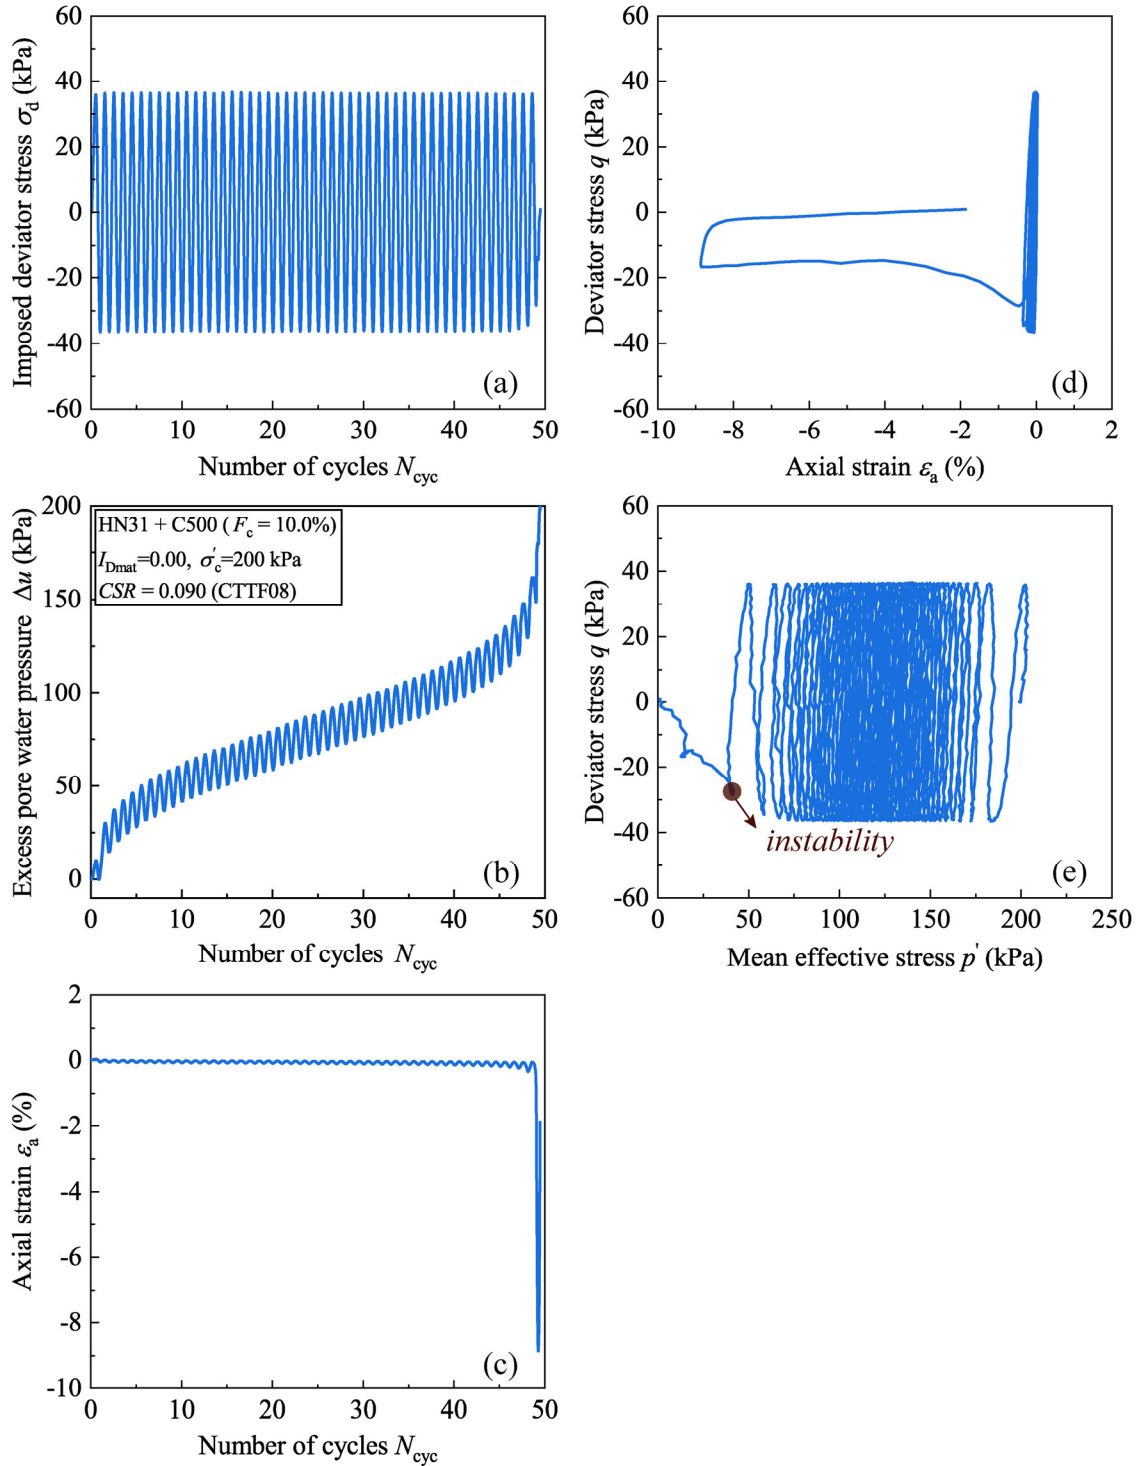 60
40
20
0
-20
-40
-60
Imposed deviator stress σd (kPa)
(a)
0 10 20 30 40 50
Number of cycles Ncyc
60
40
20
0
-20
-40
-60
Deviator stress q (kPa)
(d)
-10 -8 -6 -4 -2 0 2
Axial strain εa (%)
200
150
100
50
0
Excess pore water pressure Δu (kPa)
HN31 + C500 ( Fc = 10.0%)
IDmat=0.00, σ'c=200 kPa
CSR = 0.090 (CTTF08)
(b)
0 10 20 30 40 50
Number of cycles Ncyc
60
40
20
0
-20
-40
-60
Deviator stress q (kPa)
instability
(e)
0 50 100 150 200 250
Mean effective stress p' (kPa)
2
0
-2
-4
-6
-8
-10
Axial strain εa (%)
(c)
0 10 20 30 40 50
Number of cycles Ncyc